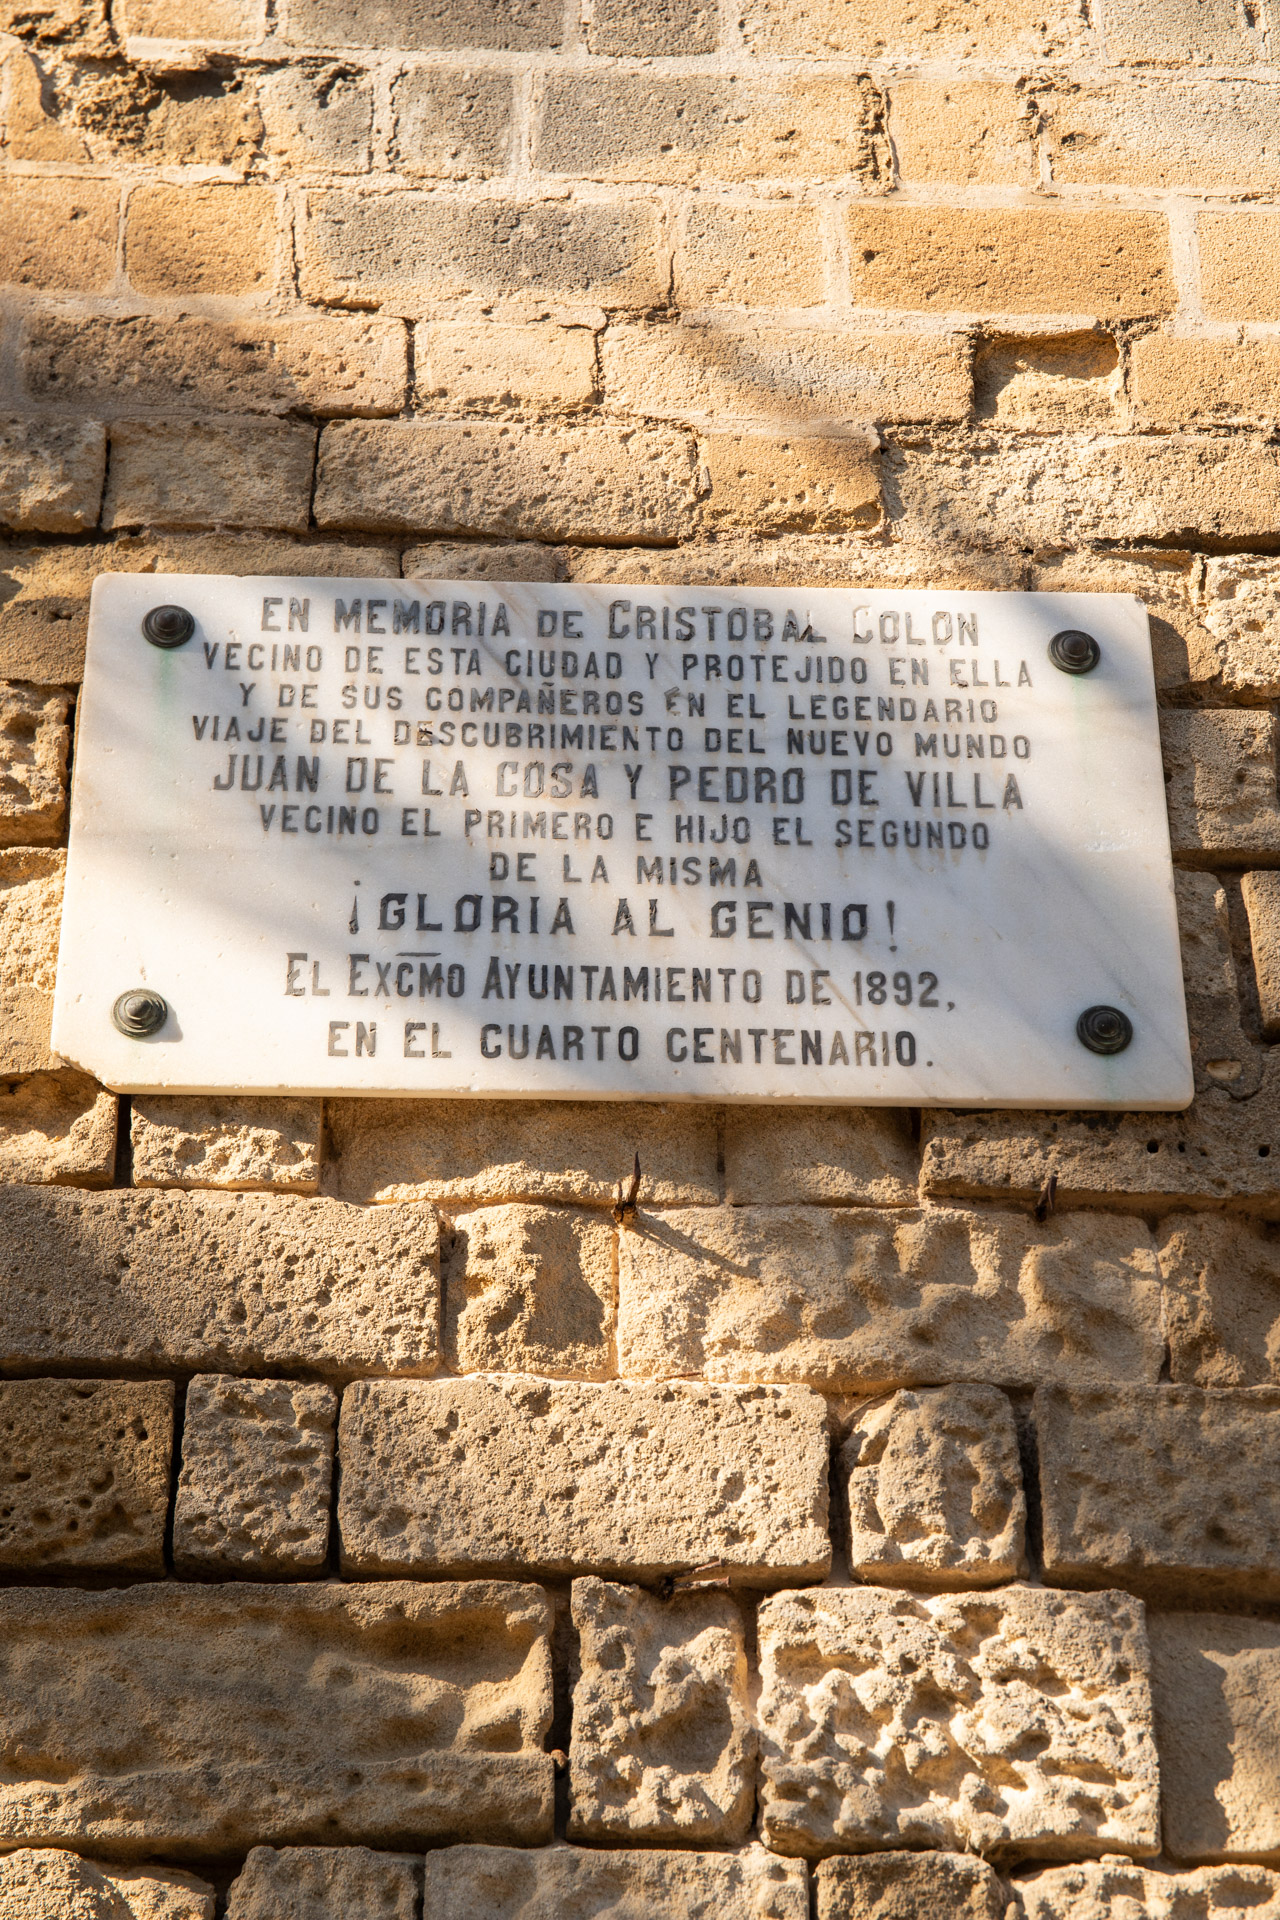 EN MEMORIA DE CRISTOBAL COLON
VECINO DE ESTA CIUDAD Y PROTEJIDO EN ELLA
Y DE SUS COMPAÑEROS EN EL LEGENDARIO
VIAJE DEL DESCUBRIMIENTO DEL NUEVO MUNDO
JUAN DE LA COSA Y PEDRO DE VILLA
VECINO EL PRIMERO E HIJO EL SEGUNDO
DE LA MISMA
¡GLORIA AL GENIO!
EL EXCMO AYUNTAMIENTO DE 1892,
EN EL CUARTO CENTENARIO.